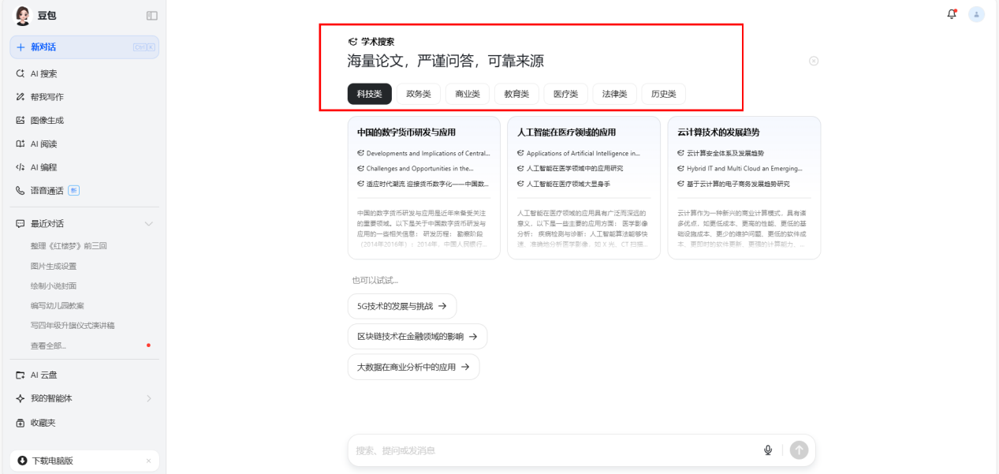 豆包
新对话 Ctrl K
AI 搜索
帮我写作
图像生成
AI 阅读
AI 编程
语音通话 新
最近对话
整理《红楼梦》前三回
图片生成设置
绘制小说封面
编写幼儿园教案
写四年级升旗仪式演讲稿
查看全部...
AI 云盘
我的智能体
收藏夹
下载电脑版
学术搜索
海量论文，严谨问答，可靠来源
科技类 政务类 商业类 教育类 医疗类 法律类 历史类
中国的数字货币研发与应用
Developments and Implications of Central...
Challenges and Opportunities in the...
适应时代潮流 迎接货币数字化——中国数...
中国的数字货币研发与应用是近年来备受关注
的重要领域。以下是关于中国数字货币研发与
应用的一些相关信息： 研发历程： 勘察阶段
（2014年2016年）：2014年，中国人民银行...
人工智能在医疗领域的应用
Applications of Artificial Intelligence in...
人工智能在医学领域中的应用研究
人工智能在医疗领域大显身手
人工智能在医疗领域的应用具有广泛而深远的
意义，以下是一些主要的应用方面： 医学影像
分析： 疾病检测与诊断：人工智能算法能够快
速、准确地分析医学影像，如 X 光、CT 扫描...
云计算技术的发展趋势
云计算安全体系及发展趋势
Hybrid IT and Multi Cloud an Emerging...
基于云计算的电子商务发展趋势研究
云计算作为一种新兴的商业计算模式，具有诸
多优点，如更低成本、更高的性能、更低的基
础设施成本、更少的维护问题、更低的软件成
本、更即时的软件更新、更强的计算能力、...
也可以试试...
5G技术的发展与挑战 →
区块链技术在金融领域的影响 →
大数据在商业分析中的应用 →
搜索、提问或发消息